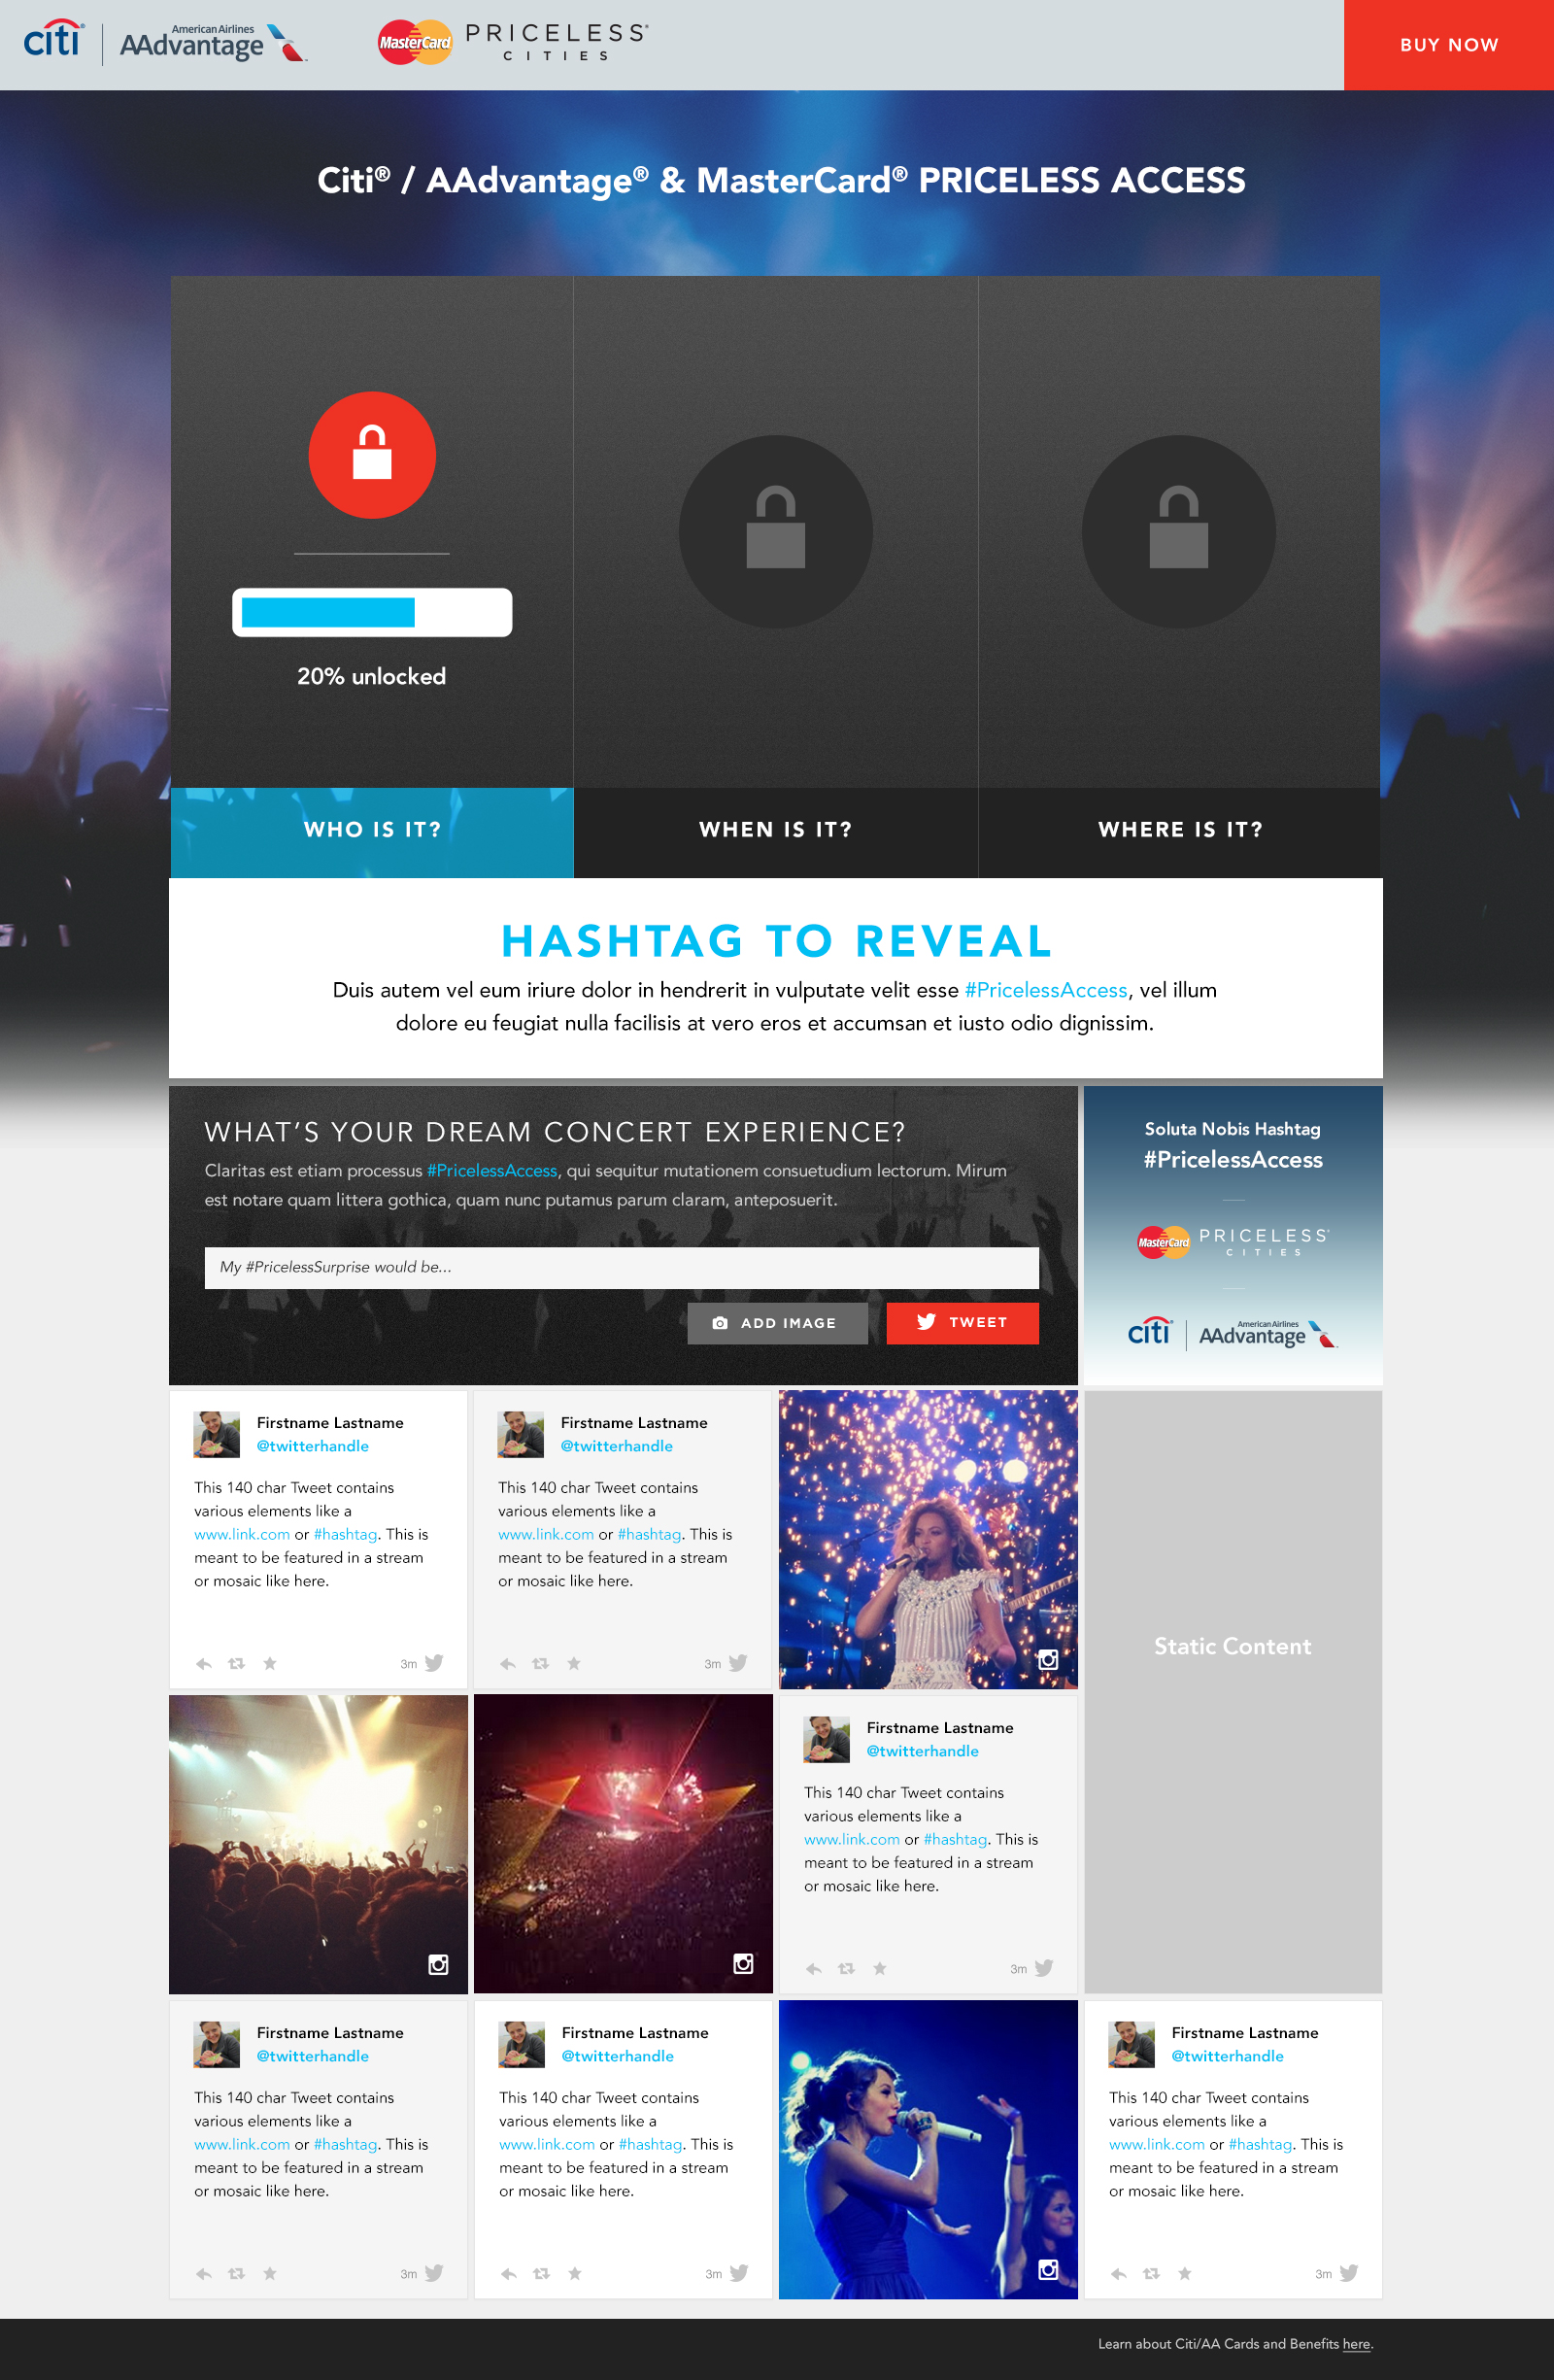 citi | American Airlines
AAdvantage
MasterCard PRICELESS®
CITIES
BUY NOW
Citi® / AAdvantage® & MasterCard® PRICELESS ACCESS
20% unlocked
WHO IS IT?
WHEN IS IT?
WHERE IS IT?
HASHTAG TO REVEAL
Duis autem vel eum iriure dolor in hendrerit in vulputate velit esse #PricelessAccess, vel illum
dolore eu feugiat nulla facilisis at vero eros et accumsan et iusto odio dignissim.
WHAT'S YOUR DREAM CONCERT EXPERIENCE?
Claritas est etiam processus #PricelessAccess, qui sequitur mutationem consuetudium lectorum. Mirum
est notare quam littera gothica, quam nunc putamus parum claram, anteposuerit.
My #PricelessSurprise would be...
ADD IMAGE
TWEET
Soluta Nobis Hashtag
#PricelessAccess
MasterCard PRICELESS®
CITIES
citi | American Airlines
AAdvantage
Firstname Lastname
@twitterhandle
This 140 char Tweet contains
various elements like a
www.link.com or #hashtag. This is
meant to be featured in a stream
or mosaic like here.
3m
Firstname Lastname
@twitterhandle
This 140 char Tweet contains
various elements like a
www.link.com or #hashtag. This is
meant to be featured in a stream
or mosaic like here.
3m
Static Content
Firstname Lastname
@twitterhandle
This 140 char Tweet contains
various elements like a
www.link.com or #hashtag. This is
meant to be featured in a stream
or mosaic like here.
3m
Firstname Lastname
@twitterhandle
This 140 char Tweet contains
various elements like a
www.link.com or #hashtag. This is
meant to be featured in a stream
or mosaic like here.
3m
Firstname Lastname
@twitterhandle
This 140 char Tweet contains
various elements like a
www.link.com or #hashtag. This is
meant to be featured in a stream
or mosaic like here.
3m
Firstname Lastname
@twitterhandle
This 140 char Tweet contains
various elements like a
www.link.com or #hashtag. This is
meant to be featured in a stream
or mosaic like here.
3m
Learn about Citi/AA Cards and Benefits here.